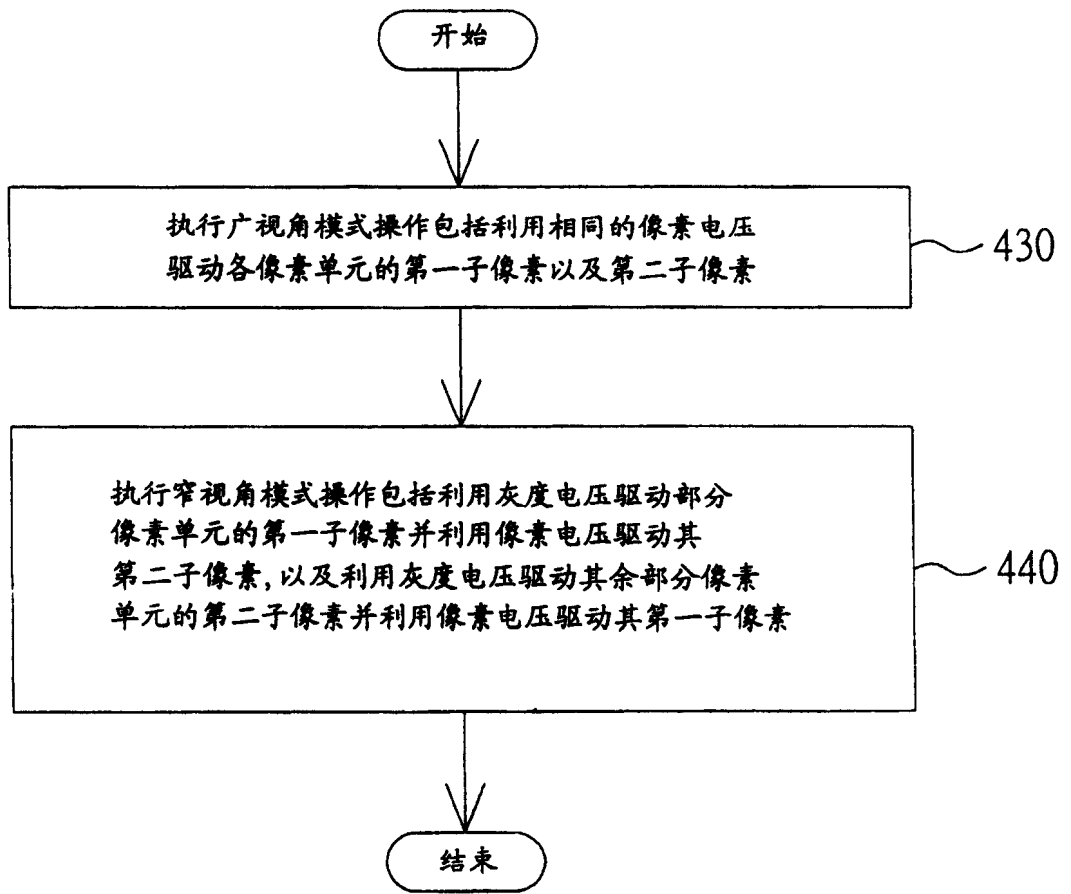 开始
执行广视角模式操作包括利用相同的像素电压
驱动各像素单元的第一子像素以及第二子像素
430
执行窄视角模式操作包括利用灰度电压驱动部分
像素单元的第一子像素并利用像素电压驱动其
第二子像素,以及利用灰度电压驱动其余部分像素
单元的第二子像素并利用像素电压驱动其第一子像素
440
结束